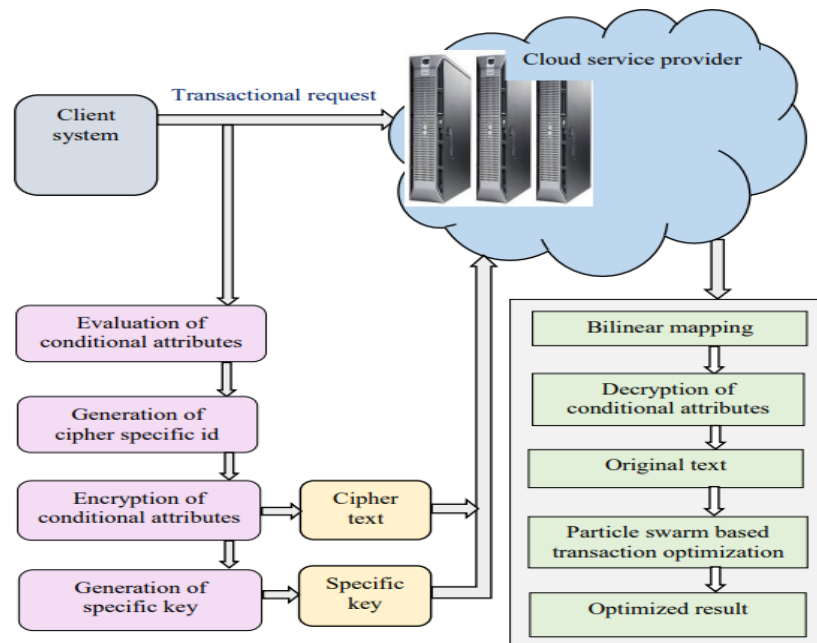 Cloud service provider
Transactional request
Client
system
Evaluation of
conditional attributes
Generation of
cipher specific id
Encryption of
conditional attributes
Cipher
text
Generation of
specific key
Specific
key
Bilinear mapping
Decryption of
conditional attributes
Original text
Particle swarm based
transaction optimization
Optimized result